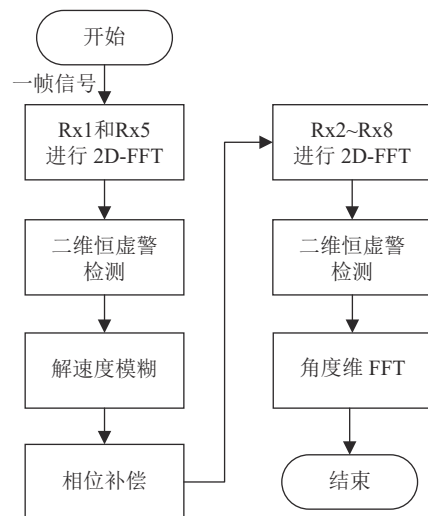 开始
一帧信号
Rx1和Rx5
进行 2D-FFT
二维恒虚警
检测
解速度模糊
相位补偿
Rx2~Rx8
进行 2D-FFT
二维恒虚警
检测
角度维 FFT
结束